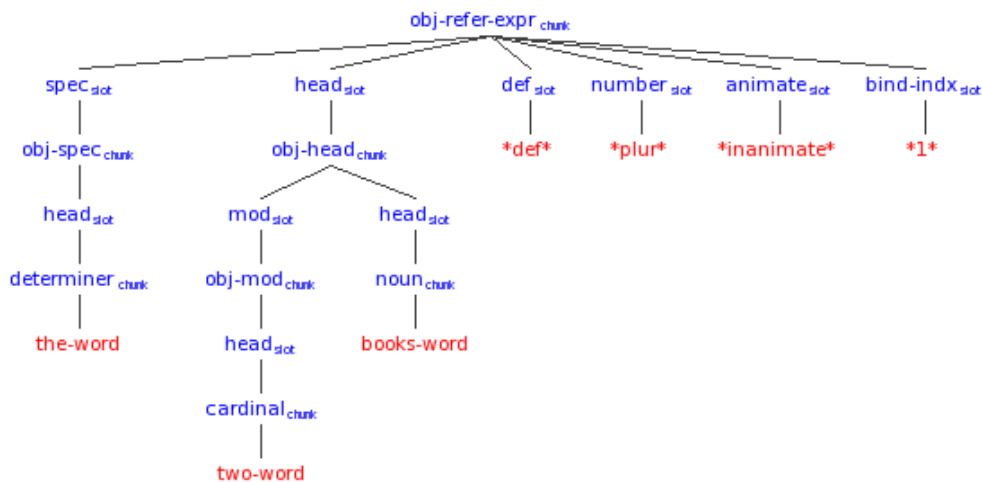 obj-refer-expr chunk
spec slot head slot def slot number slot animate slot bind-indx slot
obj-spec chunk obj-head chunk *def* *plur* *inanimate* *1*
head slot mod slot head slot
determiner chunk obj-mod chunk noun chunk
the-word head slot books-word
cardinal chunk
two-word